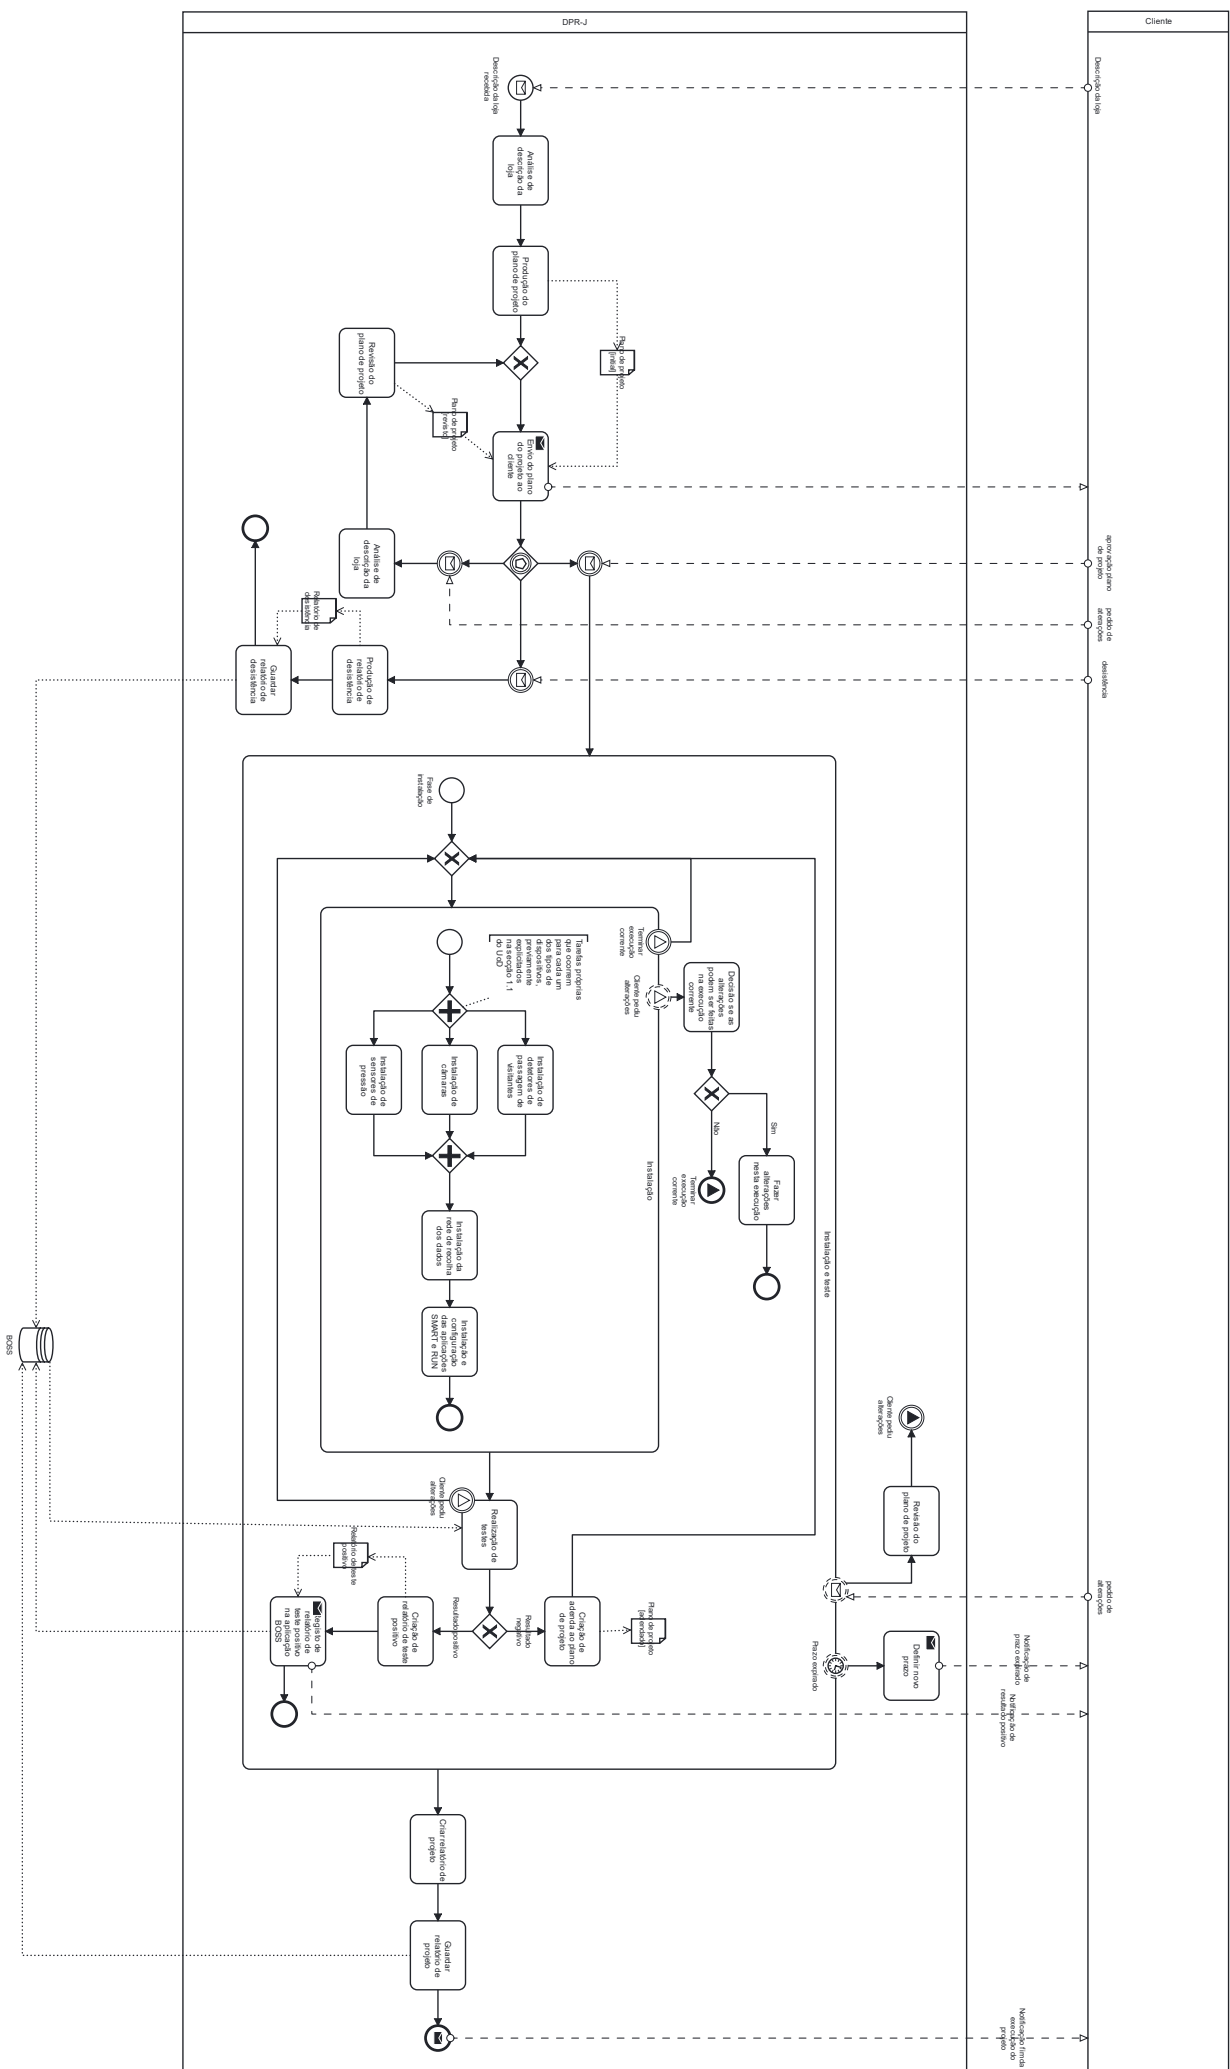 DPR-J
Cliente
Descrição da loja
recebida
Descrição da loja
Análise de
descrição da
loja
Produção do
plano de projeto
Plano de projeto
[initial]
Revisão do
plano de projeto
Plano de projeto
[revisto]
Envio do plano
do projeto ao
cliente
aprovação plano
de projeto
pedido de
alterações
desistência
Análise de
descrição da
loja
Relatório de
desistência
Produção de
relatório de
desistência
Guardar
relatório de
desistência
Fase de
instalação
Terminar
execução
corrente
Cliente pediu
alterações
Tarefas próprias
que ocorrem
para cada um
dos tipos de
dispositivos,
previamente
explicitados
na secção 1.1
do UoD
Decisão se as
alterações
podem ser feitas
na execução
corrente
Sim
Não
Instalação de
detetores de
passagem de
visitantes
Instalação de
câmaras
Instalação de
sensores de
pressão
Instalação
Terminar
execução
corrente
Fazer
alterações
nesta execução
Instalação e teste
Instalação da
rede de recolha
dos dados
Instalação e
configuração
das aplicações
SMART e RUN
BOSS
Cliente pediu
alterações
Revisão do
plano de projeto
Cliente pediu
alterações
Realização de
testes
pedido de
alterações
Relatório de teste
positivo
Registo de
relatório de
teste positivo
na aplicação
BOSS
Criação de
relatório de teste
positivo
Resultado positivo
Resultado
negativo
Criação de
adenda ao plano
de projeto
Plano de projeto
[adendado]
Prazo expirado
Definir novo
prazo
Notificação de
prazo expirado
Notificação de
resultado positivo
Criar relatório de
projeto
Guardar
relatório de
projeto
Notificação fim da
execução do
projeto